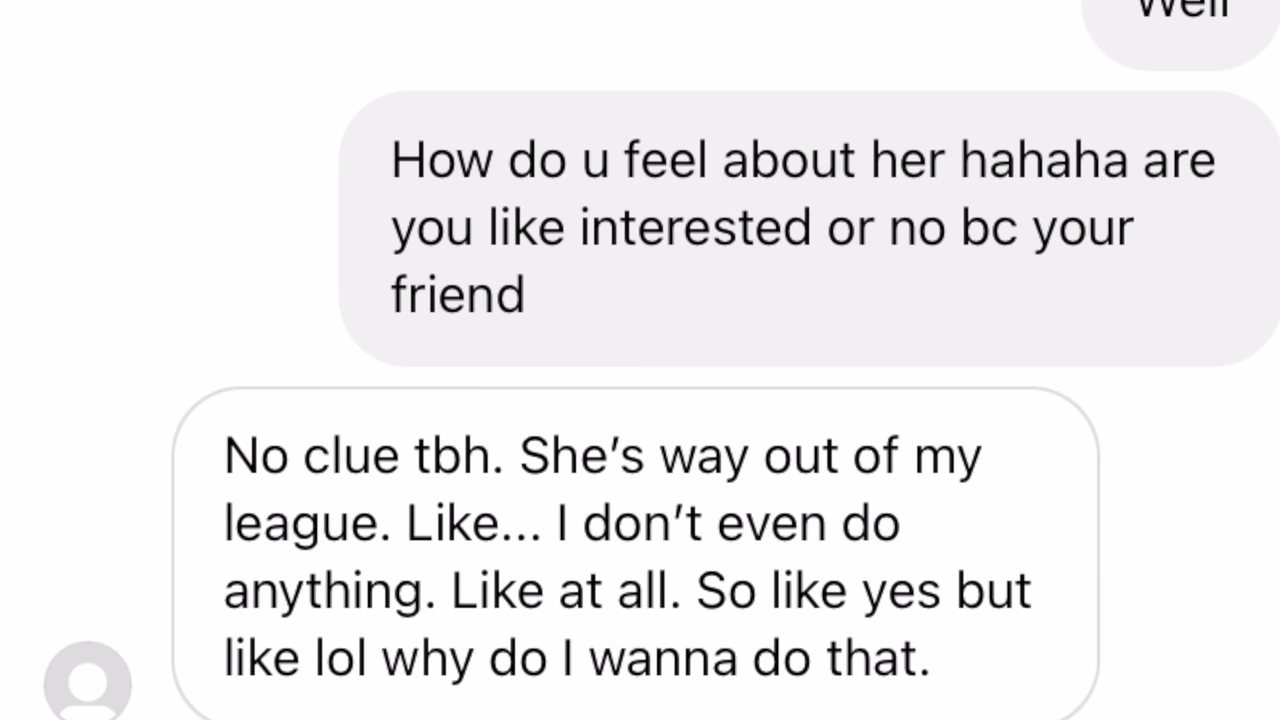 Well
How do u feel about her hahaha are
you like interested or no bc your
friend
No clue tbh. She's way out of my
league. Like... I don't even do
anything. Like at all. So like yes but
like lol why do I wanna do that.